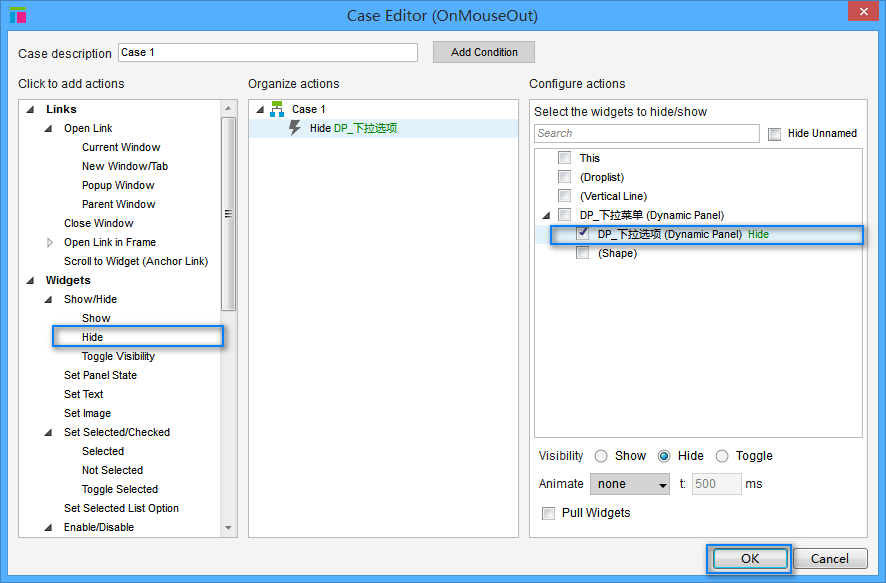 Case Editor (OnMouseOut)
Case description Case 1 Add Condition
Click to add actions
Links
Open Link
Current Window
New Window/Tab
Popup Window
Parent Window
Close Window
Open Link in Frame
Scroll to Widget (Anchor Link)
Widgets
Show/Hide
Show
Hide
Toggle Visibility
Set Panel State
Set Text
Set Image
Set Selected/Checked
Selected
Not Selected
Toggle Selected
Set Selected List Option
Enable/Disable
Organize actions
Case 1
Hide DP_下拉选项
Configure actions
Select the widgets to hide/show
Search Hide Unnamed
This
(Droplist)
(Vertical Line)
DP_下拉菜单 (Dynamic Panel)
DP_下拉选项 (Dynamic Panel) Hide
(Shape)
Visibility Show Hide Toggle
Animate none t: 500 ms
Pull Widgets
OK Cancel